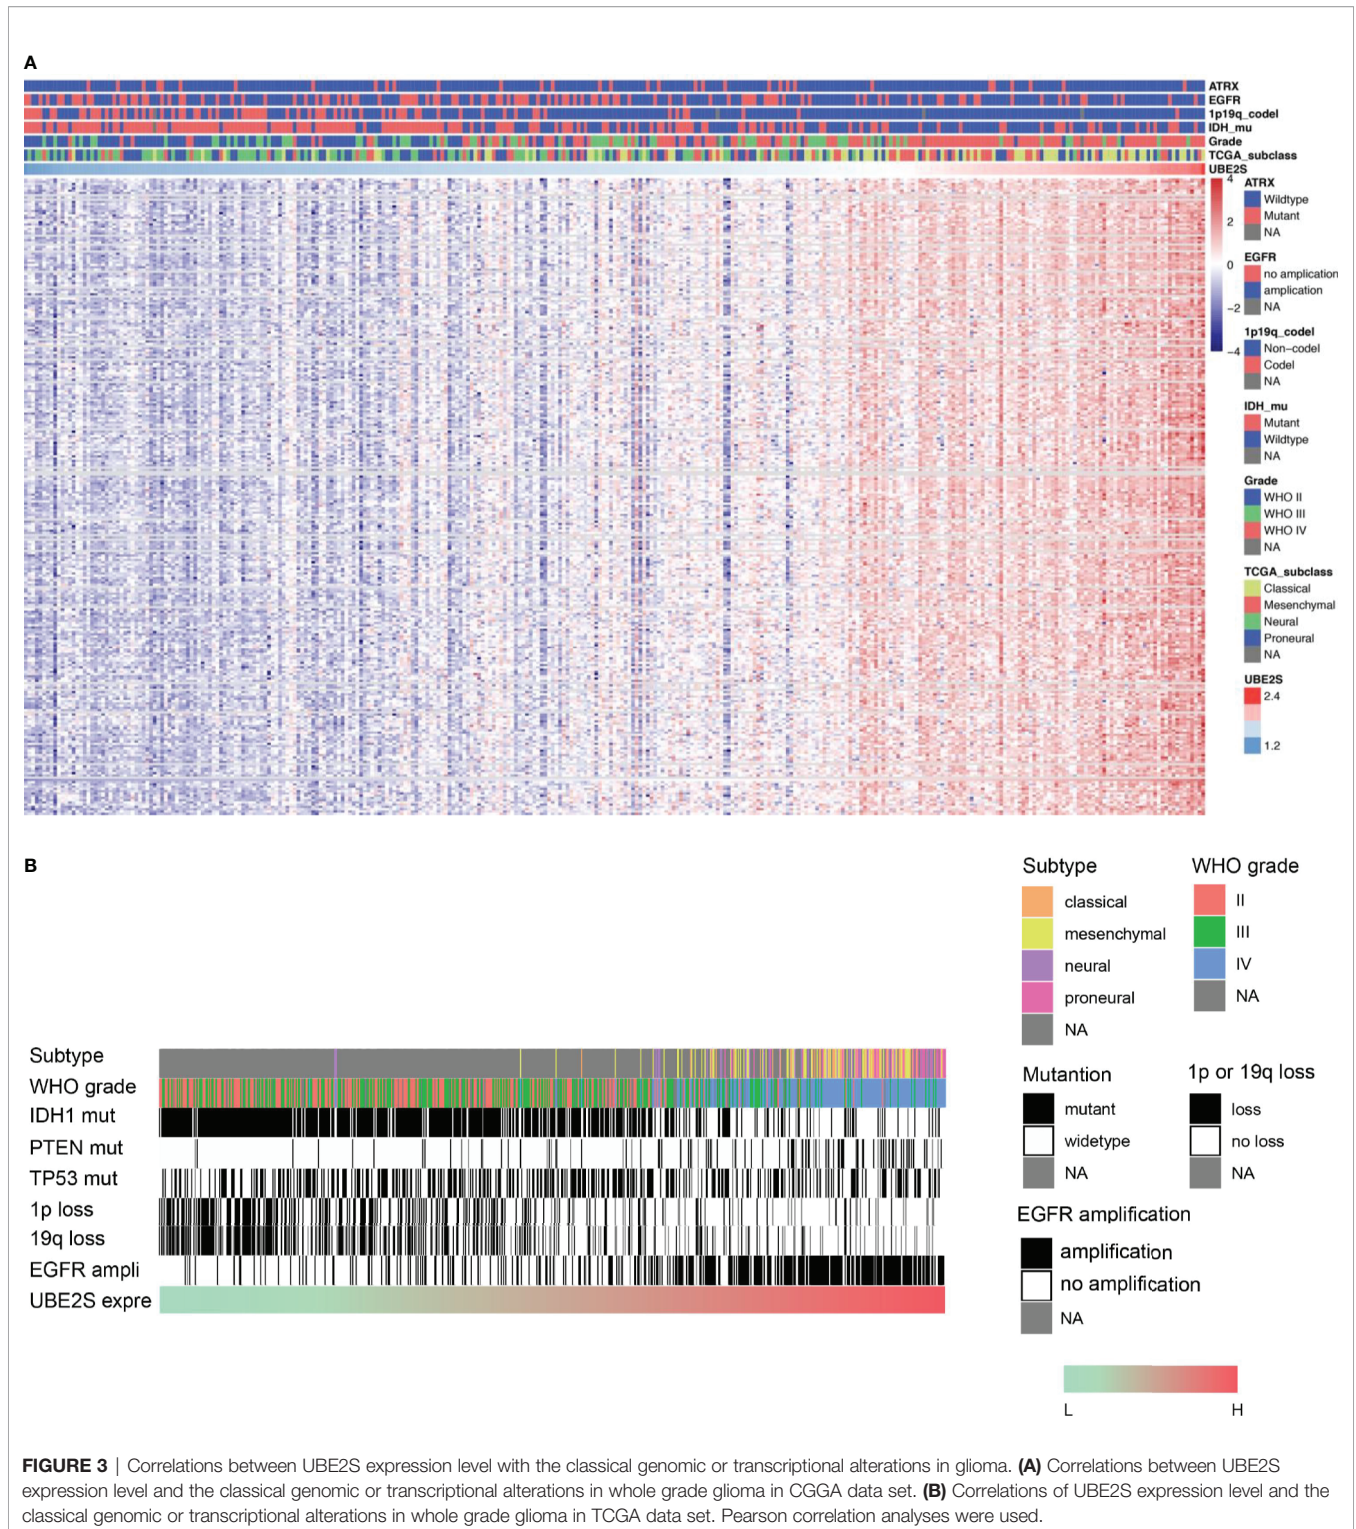 A
ATRX
EGFR
1p19q_codel
IDH_mu
Grade
TCGA_subclass
UBE2S
4
2
0
−2
−4
ATRX
Wildtype
Mutant
NA
EGFR
no amplication
amplication
NA
1p19q_codel
Non−codel
Codel
NA
IDH_mu
Mutant
Wildtype
NA
Grade
WHO II
WHO III
WHO IV
NA
TCGA_subclass
Classical
Mesenchymal
Neural
Proneural
NA
UBE2S
2.4
1.2
B
Subtype
WHO grade
IDH1 mut
PTEN mut
TP53 mut
1p loss
19q loss
EGFR ampli
UBE2S expre
Subtype
classical
mesenchymal
neural
proneural
NA
WHO grade
II
III
IV
NA
Mutantion
mutant
widetype
NA
1p or 19q loss
loss
no loss
NA
EGFR amplification
amplification
no amplification
NA
L H
FIGURE 3 | Correlations between UBE2S expression level with the classical genomic or transcriptional alterations in glioma. (A) Correlations between UBE2S
expression level and the classical genomic or transcriptional alterations in whole grade glioma in CGGA data set. (B) Correlations of UBE2S expression level and the
classical genomic or transcriptional alterations in whole grade glioma in TCGA data set. Pearson correlation analyses were used.